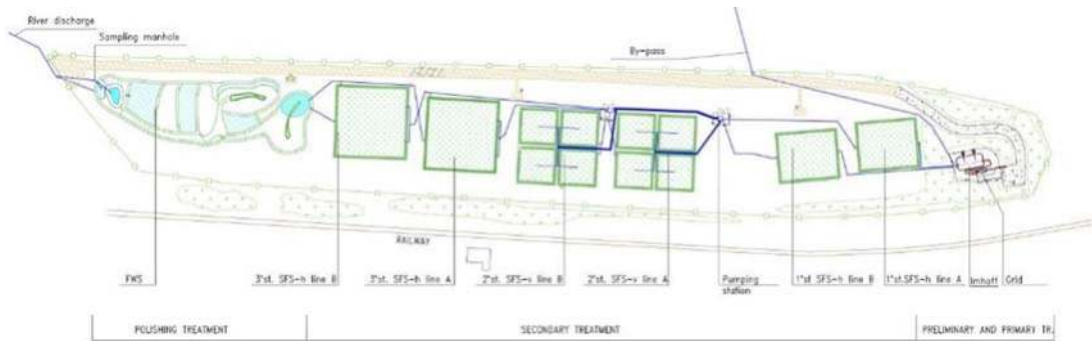 River discharge
Sampling manhole
By-pass
RAILWAY
FWS
3°st. SFS-h line B
3°st. SFS-h line A
2°st. SFS-v line B
2°st. SFS-v line A
Pumping
station
1°st SFS-h line B
1°st.SFS-h line A
Imhoff
Grid
POLISHING TREATMENT
SECONDARY TREATMENT
PRELIMINARY AND PRIMARY TR.